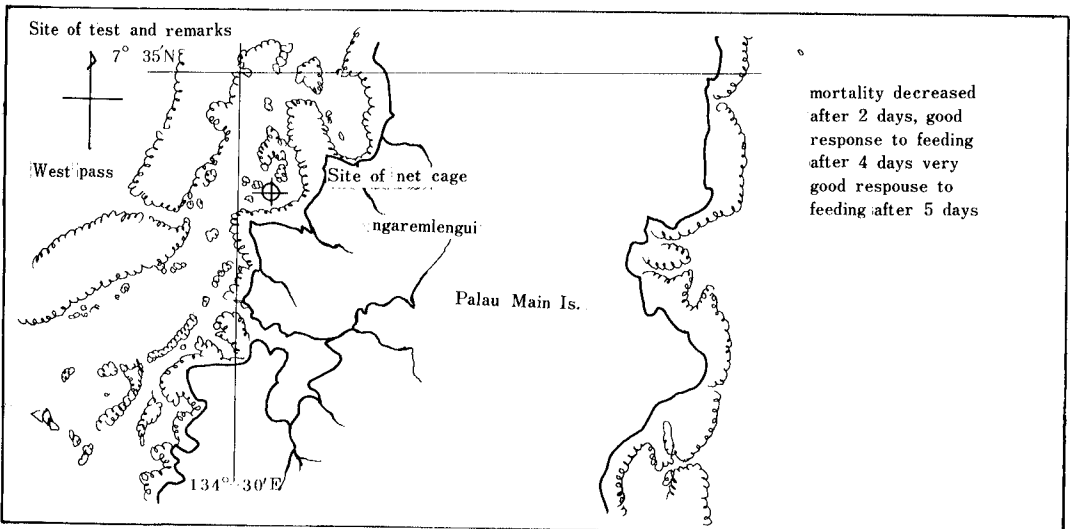 Site of test and remarks
7° 35′N
West pass
Site of net cage
ngaremlengui
Palau Main Is.
134° 30′E
mortality decreased
after 2 days, good
response to feeding
after 4 days very
good respouse to
feeding after 5 days